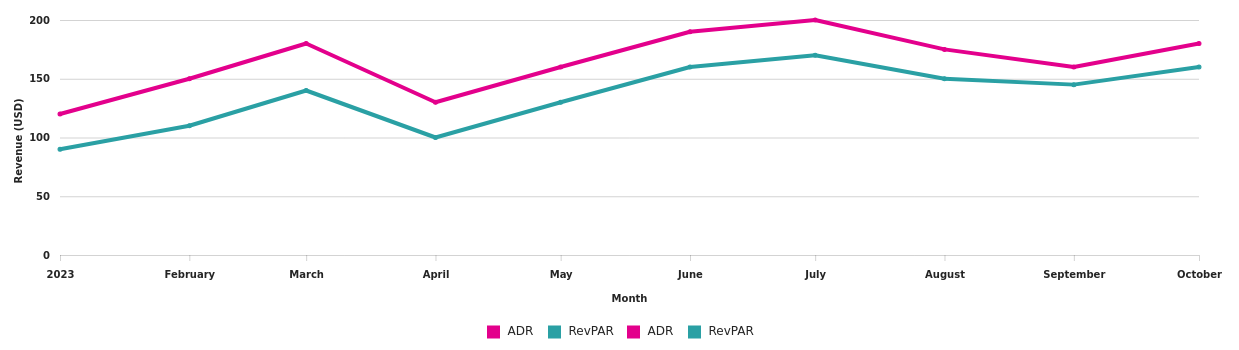 200
150
100
50
0
Revenue (USD)
2023 February March April May June July August September October
Month
ADR RevPAR ADR RevPAR